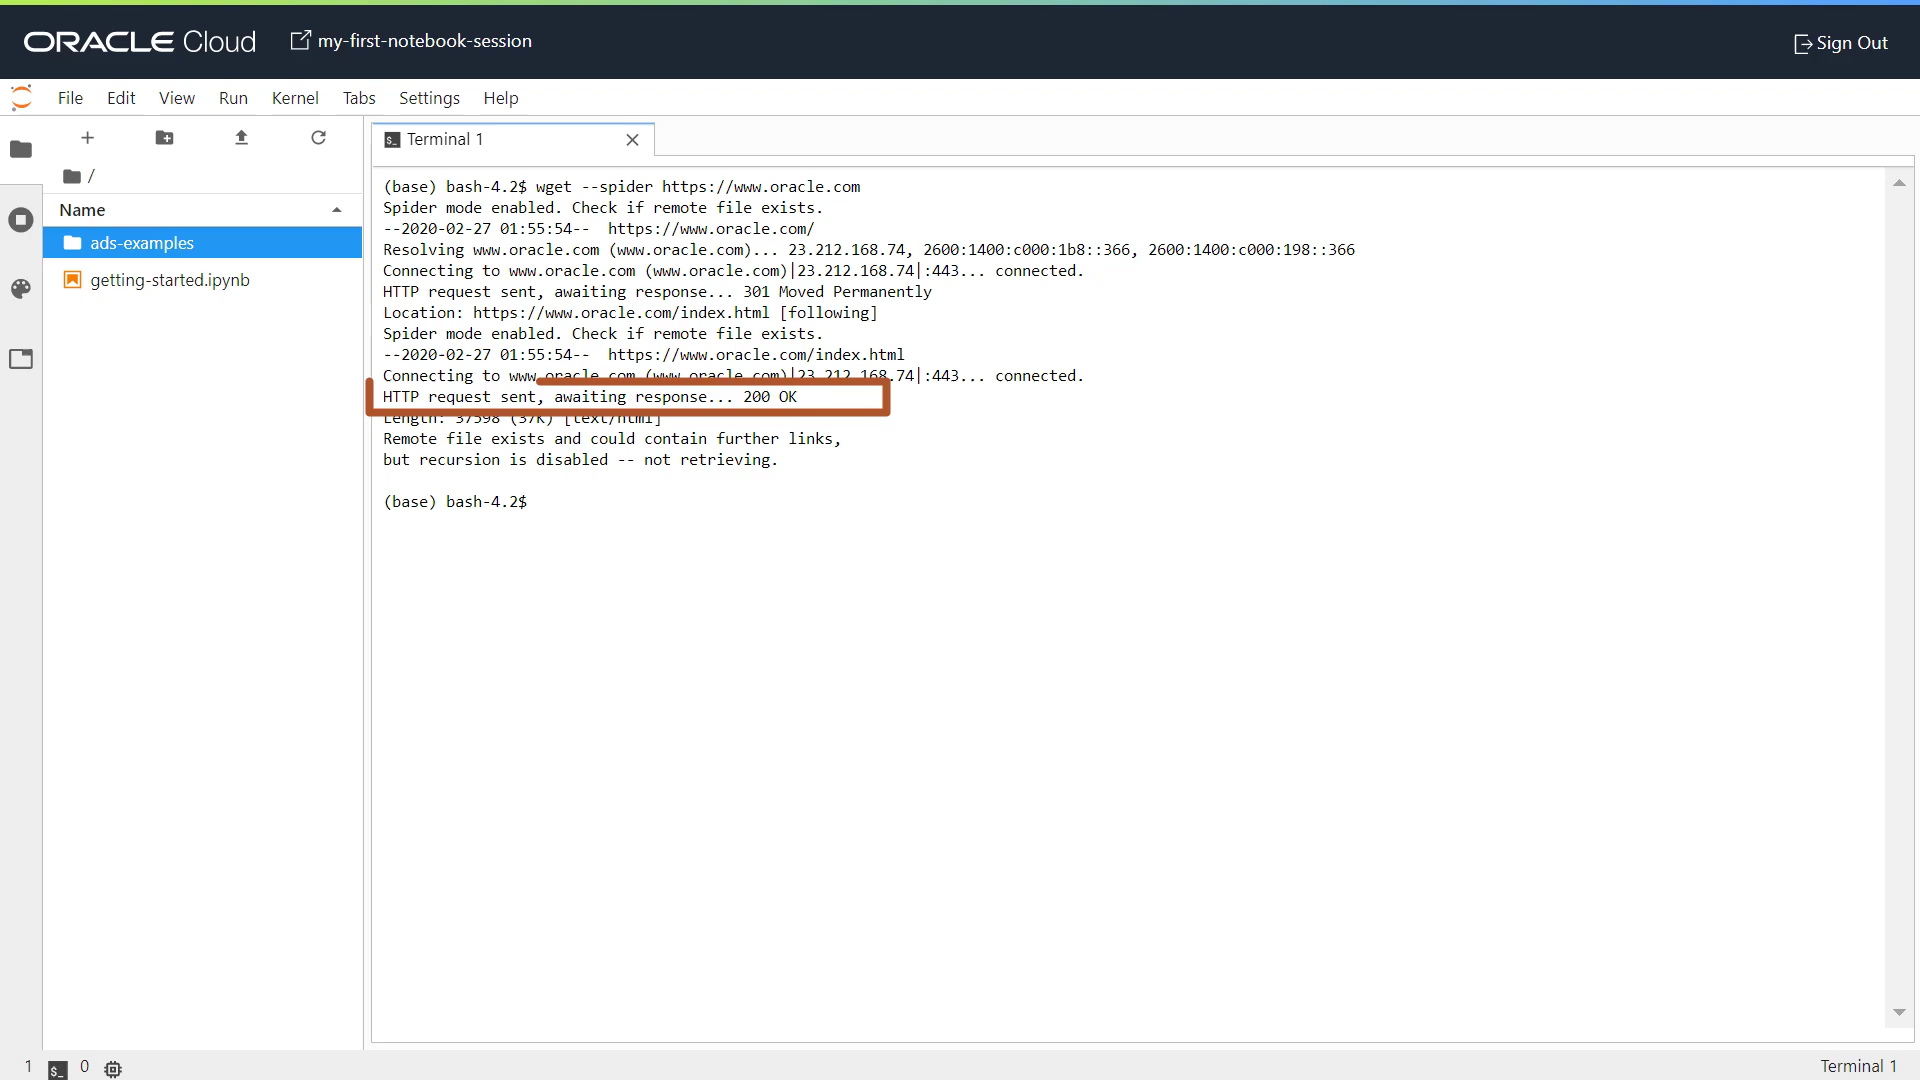 ORACLE Cloud my-first-notebook-session Sign Out
File Edit View Run Kernel Tabs Settings Help
Terminal 1
/
Name
ads-examples
getting-started.ipynb
(base) bash-4.2$ wget --spider https://www.oracle.com
Spider mode enabled. Check if remote file exists.
--2020-02-27 01:55:54--  https://www.oracle.com/
Resolving www.oracle.com (www.oracle.com)... 23.212.168.74, 2600:1400:c000:1b8::366, 2600:1400:c000:198::366
Connecting to www.oracle.com (www.oracle.com)|23.212.168.74|:443... connected.
HTTP request sent, awaiting response... 301 Moved Permanently
Location: https://www.oracle.com/index.html [following]
Spider mode enabled. Check if remote file exists.
--2020-02-27 01:55:54--  https://www.oracle.com/index.html
Connecting to www.oracle.com (www.oracle.com)|23.212.168.74|:443... connected.
HTTP request sent, awaiting response... 200 OK
Length: 37598 (37K) [text/html]
Remote file exists and could contain further links,
but recursion is disabled -- not retrieving.
(base) bash-4.2$
1 $_ 0 Terminal 1